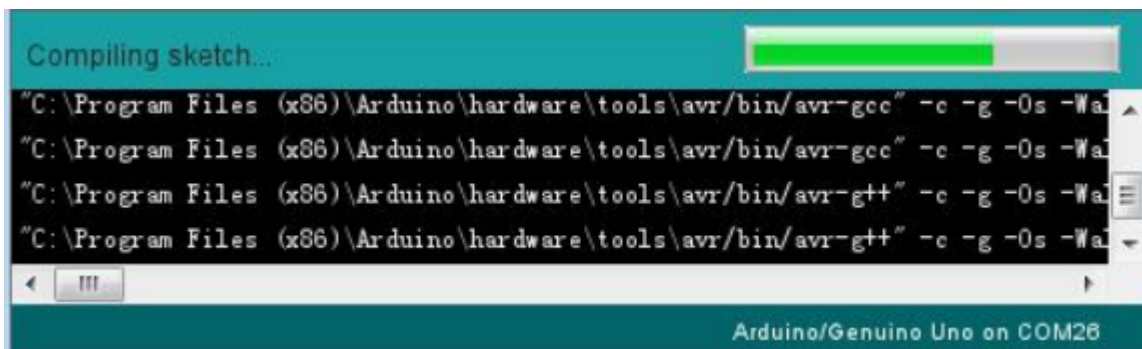 Compiling sketch...
"C:\Program Files (x86)\Arduino\hardware\tools\avr/bin/avr-gcc" -c -g -Os -Wal
"C:\Program Files (x86)\Arduino\hardware\tools\avr/bin/avr-gcc" -c -g -Os -Wal
"C:\Program Files (x86)\Arduino\hardware\tools\avr/bin/avr-g++" -c -g -Os -Wal
"C:\Program Files (x86)\Arduino\hardware\tools\avr/bin/avr-g++" -c -g -Os -Wal
Arduino/Genuino Uno on COM26